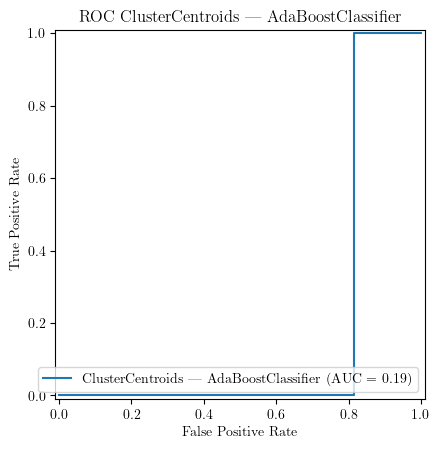 ROC ClusterCentroids — AdaBoostClassifier
True Positive Rate
1.0
0.8
0.6
0.4
0.2
0.0
ClusterCentroids — AdaBoostClassifier (AUC = 0.19)
0.0 0.2 0.4 0.6 0.8 1.0
False Positive Rate